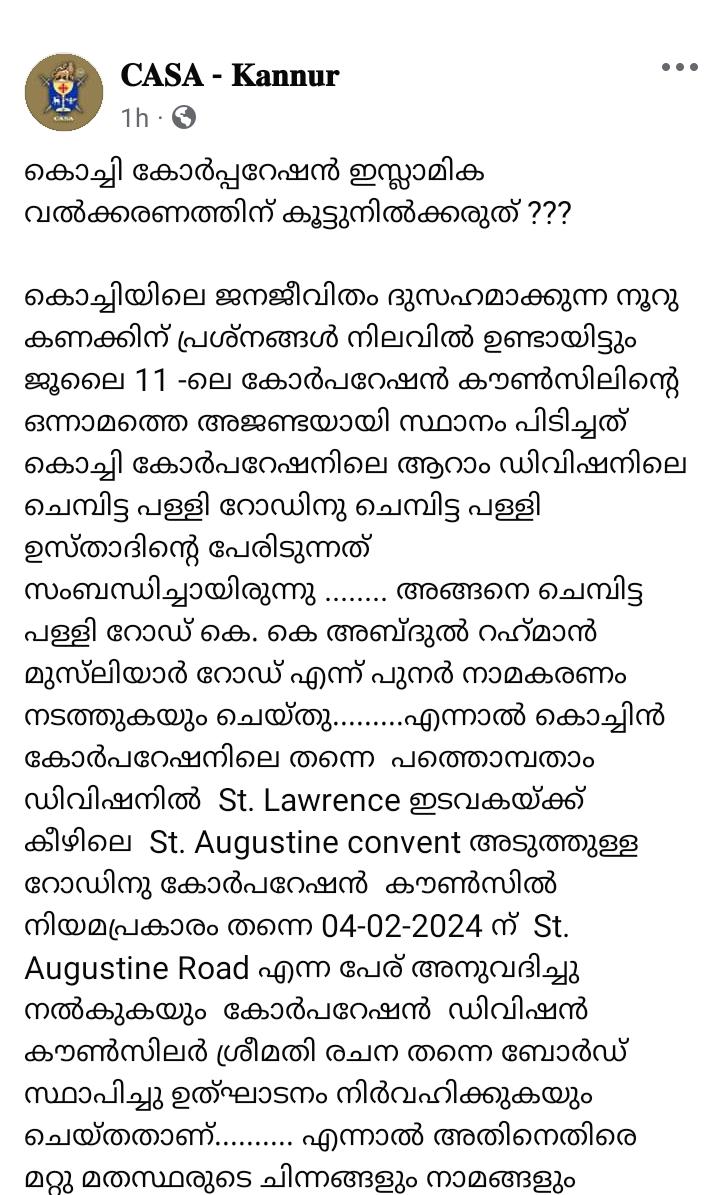 CASA - Kannur
1h ·
കൊച്ചി കോർപ്പറേഷൻ ഇസ്ലാമിക
വൽക്കരണത്തിന് കൂട്ടുനിൽക്കരുത് ???
കൊച്ചിയിലെ ജനജീവിതം ദുസഹമാക്കുന്ന നൂറു
കണക്കിന് പ്രശ്നങ്ങൾ നിലവിൽ ഉണ്ടായിട്ടും
ജൂലൈ 11 -ലെ കോർപറേഷൻ കൗൺസിലിന്റെ
ഒന്നാമത്തെ അജണ്ടയായി സ്ഥാനം പിടിച്ചത്
കൊച്ചി കോർപറേഷനിലെ ആറാം ഡിവിഷനിലെ
ചെമ്പിട്ട പള്ളി റോഡിനു ചെമ്പിട്ട പള്ളി
ഉസ്താദിന്റെ പേരിടുന്നത്
സംബന്ധിച്ചായിരുന്നു ........ അങ്ങനെ ചെമ്പിട്ട
പള്ളി റോഡ് കെ. കെ അബ്ദുൽ റഹ്മാൻ
മുസ്‌ലിയാർ റോഡ് എന്ന് പുനർ നാമകരണം
നടത്തുകയും ചെയ്തു.........എന്നാൽ കൊച്ചിൻ
കോർപറേഷനിലെ തന്നെ പത്തൊമ്പതാം
ഡിവിഷനിൽ St. Lawrence ഇടവകയ്ക്ക്
കീഴിലെ St. Augustine convent അടുത്തുള്ള
റോഡിനു കോർപറേഷൻ കൗൺസിൽ
നിയമപ്രകാരം തന്നെ 04-02-2024 ന് St.
Augustine Road എന്ന പേര് അനുവദിച്ചു
നൽകുകയും കോർപറേഷൻ ഡിവിഷൻ
കൗൺസിലർ ശ്രീമതി രചന തന്നെ ബോർഡ്
സ്ഥാപിച്ചു ഉത്ഘാടനം നിർവഹിക്കുകയും
ചെയ്തതാണ്.......... എന്നാൽ അതിനെതിരെ
മറ്റു മതസ്ഥരുടെ ചിന്നങ്ങളും നാമങ്ങളും